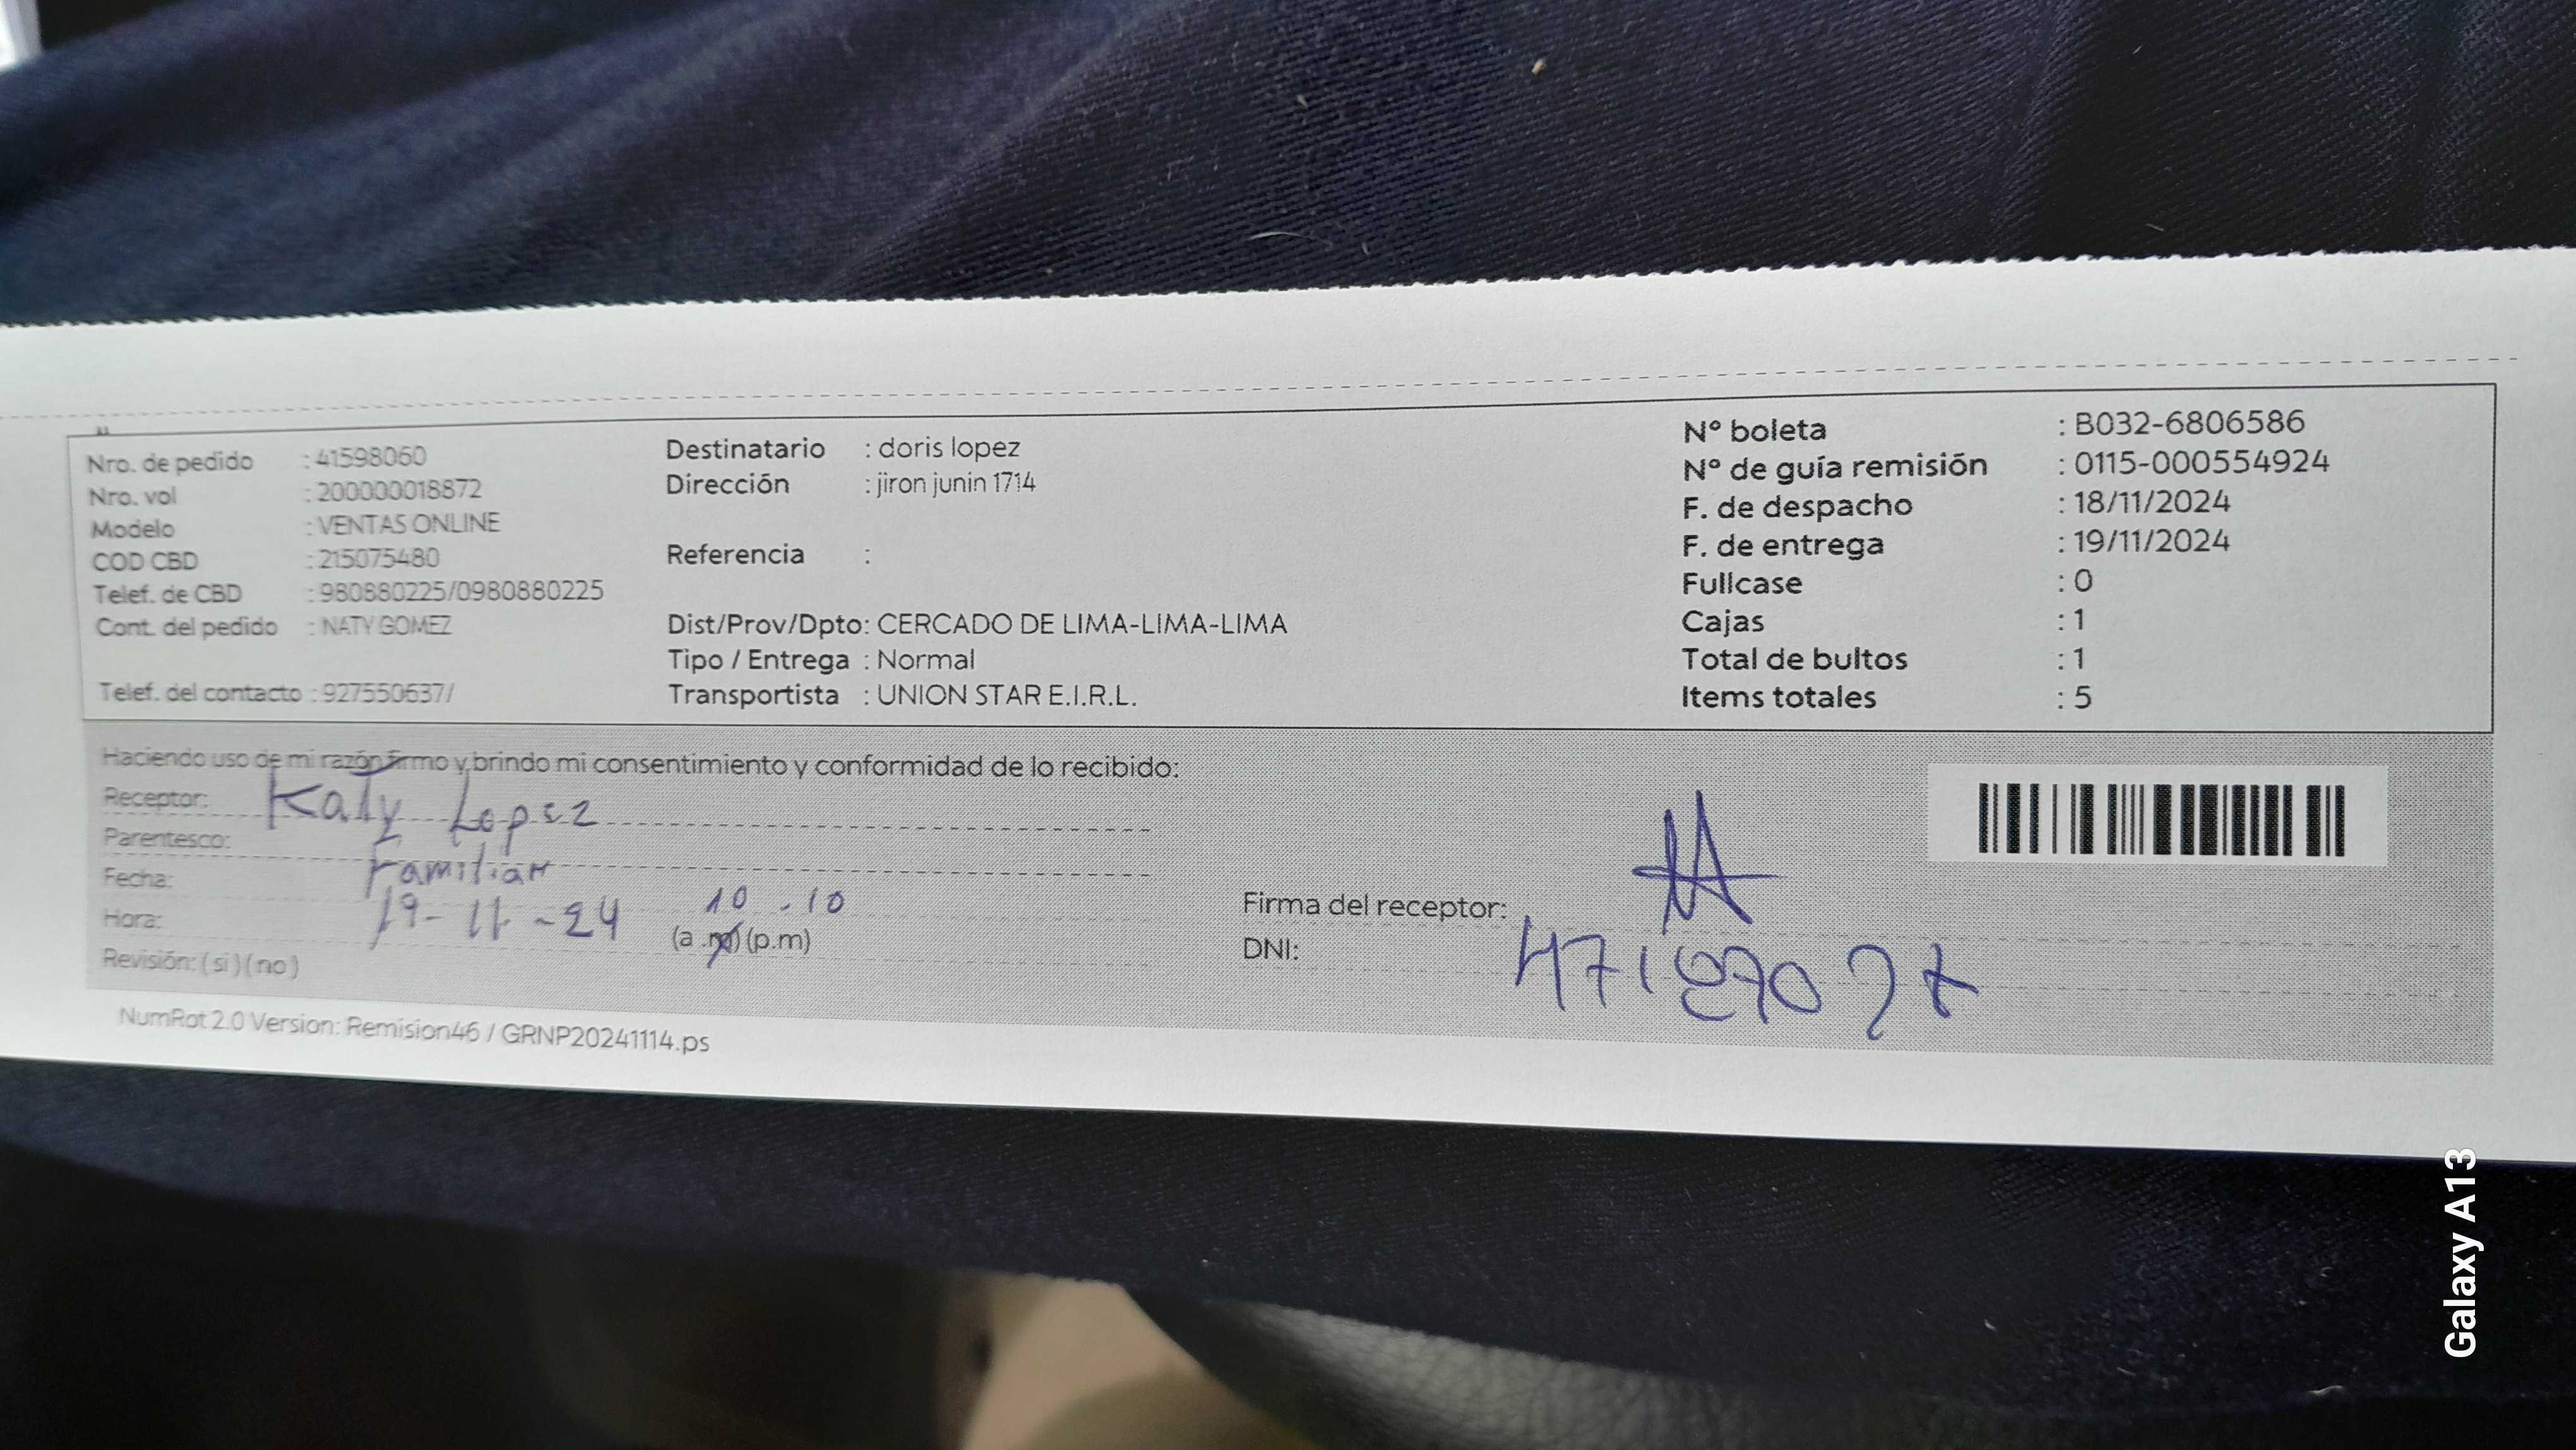 Nro. de pedido : 41598060
Nro. vol : 200000018872
Modelo : VENTAS ONLINE
COD CBD : 215075480
Telef. de CBD : 980880225/0980880225
Cont. del pedido : NATY GOMEZ
Telef. del contacto : 927550637/
Destinatario : doris lopez
Dirección : jiron junin 1714
Referencia :
Dist/Prov/Dpto: CERCADO DE LIMA-LIMA-LIMA
Tipo / Entrega : Normal
Transportista : UNION STAR E.I.R.L.
Nº boleta : B032-6806586
Nº de guía remisión : 0115-000554924
F. de despacho : 18/11/2024
F. de entrega : 19/11/2024
Fullcase : 0
Cajas : 1
Total de bultos : 1
Items totales : 5
Haciendo uso de mi razón firmo y brindo mi consentimiento y conformidad de lo recibido:
Receptor: Katy Lopez
Parentesco: Familiar
Fecha: 19-11-24
Hora: 10.10 (a.m) (p.m)
Revisión: (si) (no)
Firma del receptor:
DNI:
NumRot 2.0 Version: Remision46 / GRNP20241114.ps
Galaxy A13